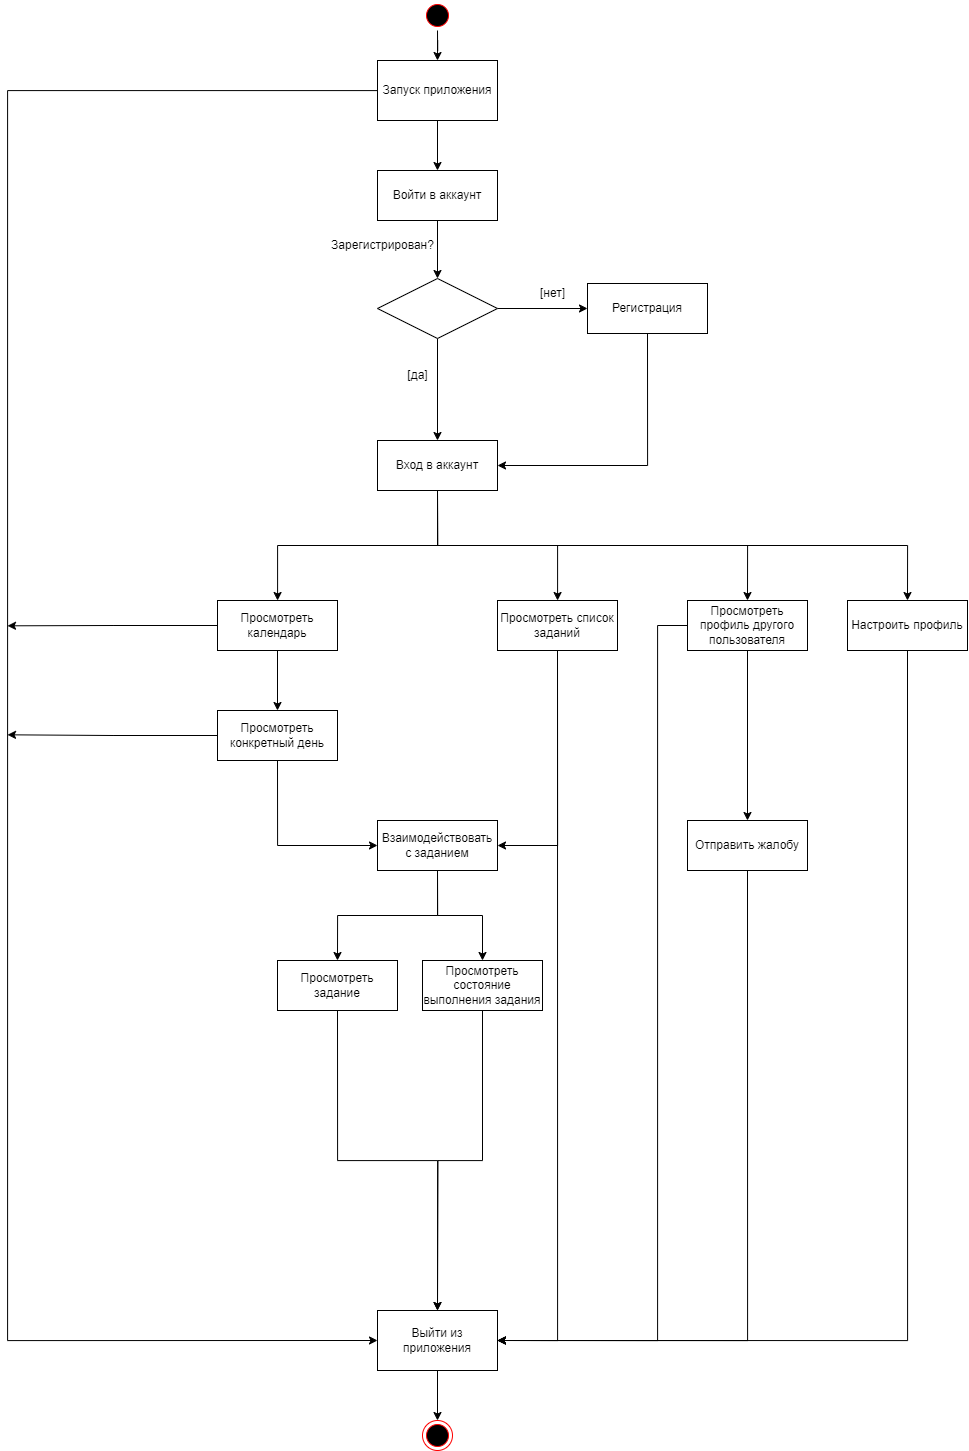 Запуск приложения
Войти в аккаунт
Зарегистрирован?
[нет]
Регистрация
[да]
Вход в аккаунт
Просмотреть
календарь
Просмотреть список
заданий
Просмотреть
профиль другого
пользователя
Настроить профиль
Просмотреть
конкретный день
Взаимодействовать
с заданием
Отправить жалобу
Просмотреть
задание
Просмотреть
состояние
выполнения задания
Выйти из
приложения